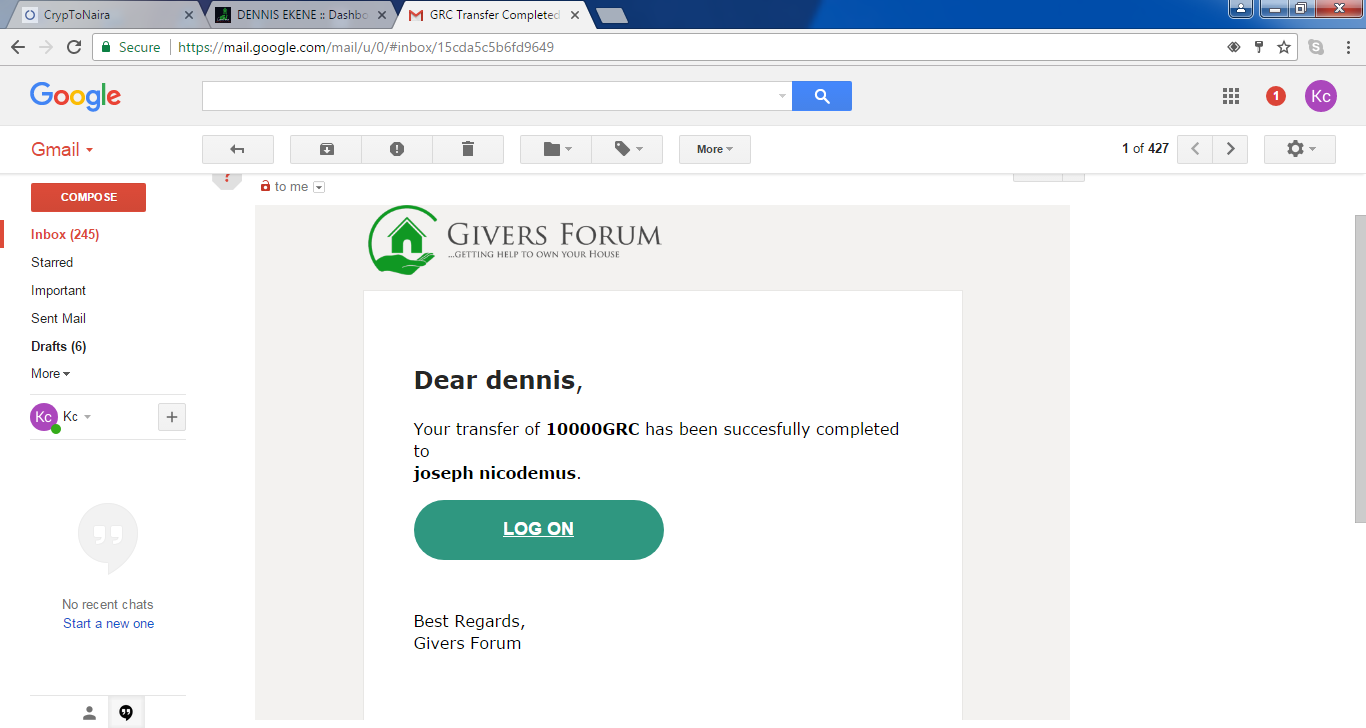 CrypToNaira
DENNIS EKENE :: Dashbo
GRC Transfer Completed
Secure
https://mail.google.com/mail/u/0/#inbox/15cda5c5b6fd9649
Google
1
Kc
Gmail
More
1 of 427
COMPOSE
?
to me
Inbox (245)
Starred
Important
Sent Mail
Drafts (6)
More
Kc
Kc
No recent chats
Start a new one
GIVERS FORUM
...GETTING HELP TO OWN YOUR HOUSE
Dear dennis,
Your transfer of 10000GRC has been succesfully completed
to
joseph nicodemus.
LOG ON
Best Regards,
Givers Forum